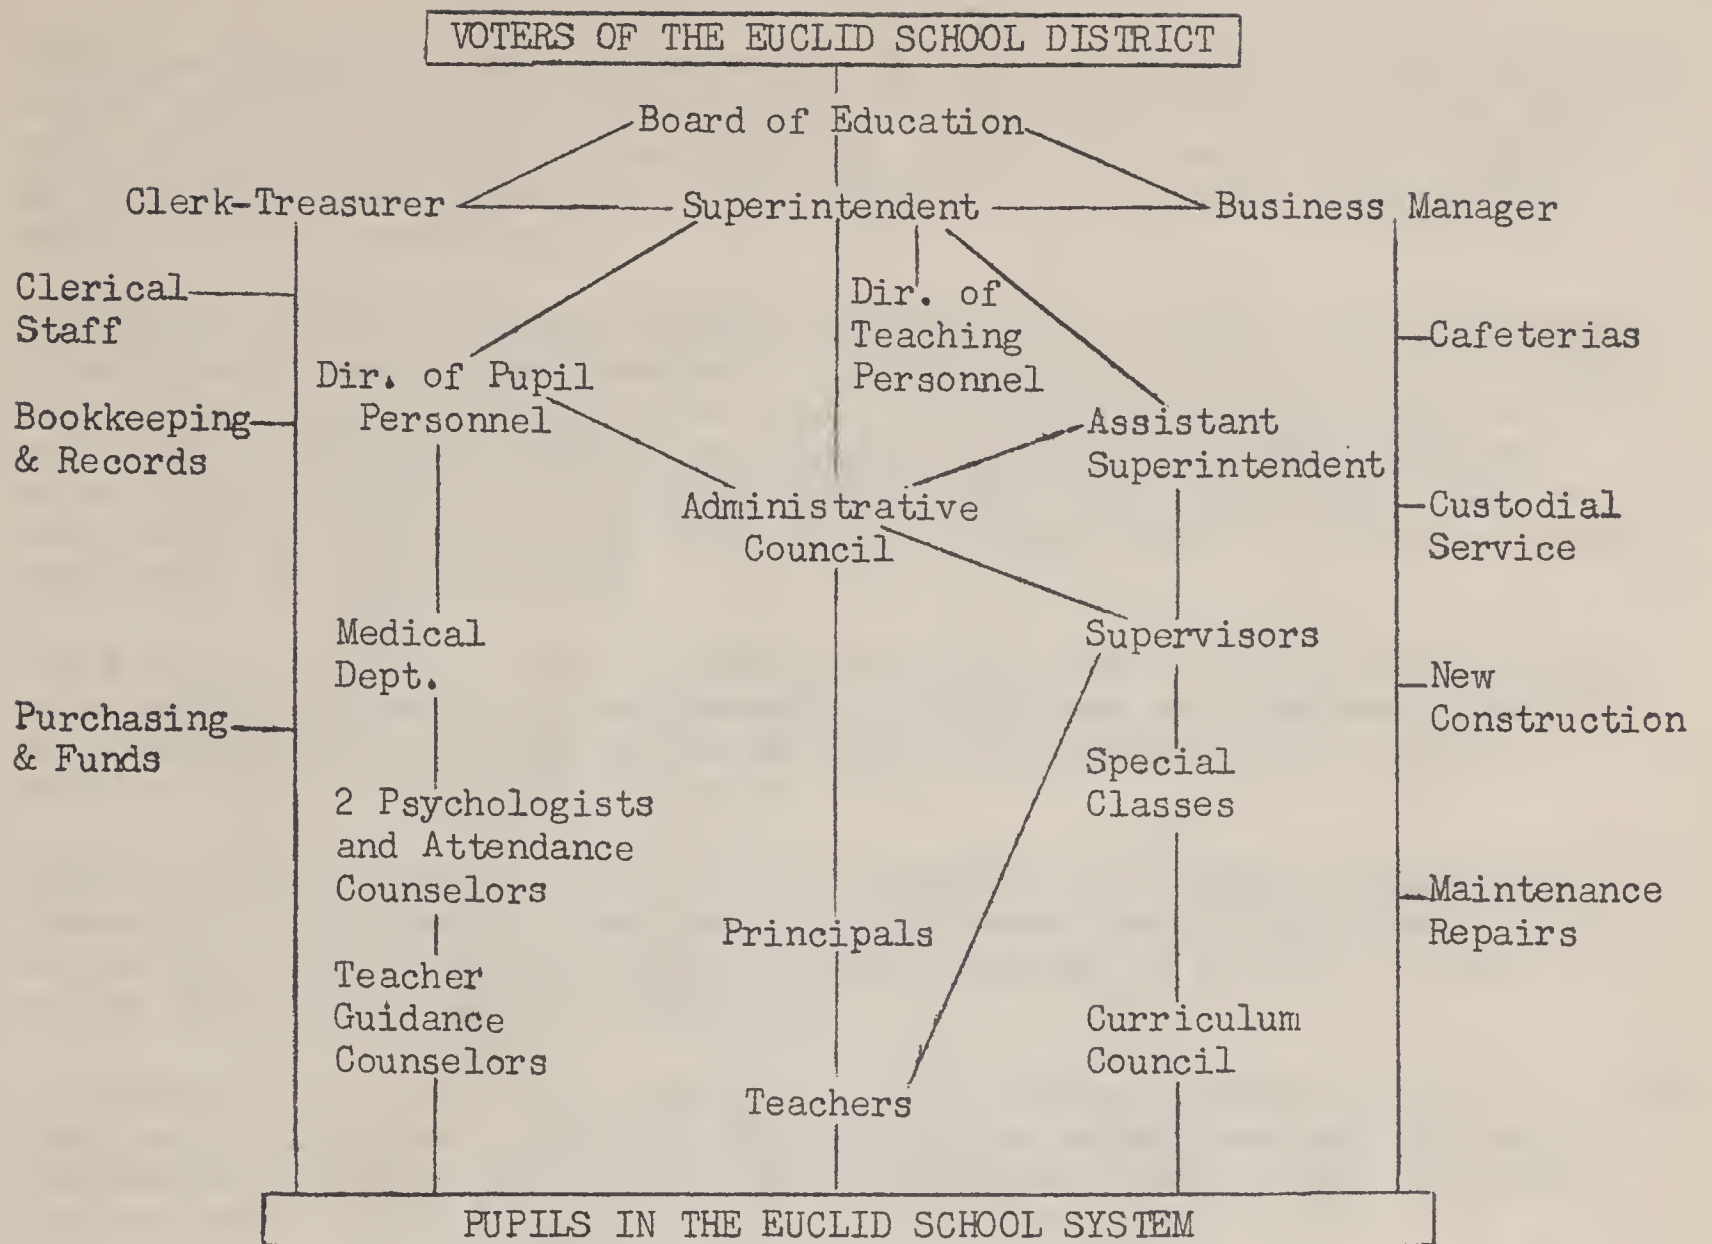 VOTERS OF THE EUCLID SCHOOL DISTRICT
Board of Education
Clerk-Treasurer
Superintendent
Business Manager
Clerical
Staff
Bookkeeping
& Records
Purchasing
& Funds
Dir. of Pupil
Personnel
Medical
Dept.
2 Psychologists
and Attendance
Counselors
Teacher
Guidance
Counselors
Dir. of
Teaching
Personnel
Administrative
Council
Principals
Teachers
Assistant
Superintendent
Supervisors
Special
Classes
Curriculum
Council
Cafeterias
Custodial
Service
New
Construction
Maintenance
Repairs
PUPILS IN THE EUCLID SCHOOL SYSTEM